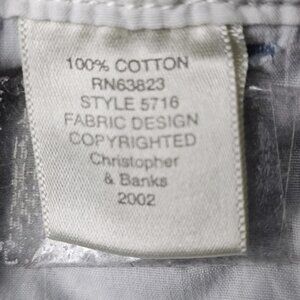 100% COTTON
RN63823
STYLE 5716
FABRIC DESIGN
COPYRIGHTED
Christopher
& Banks
2002